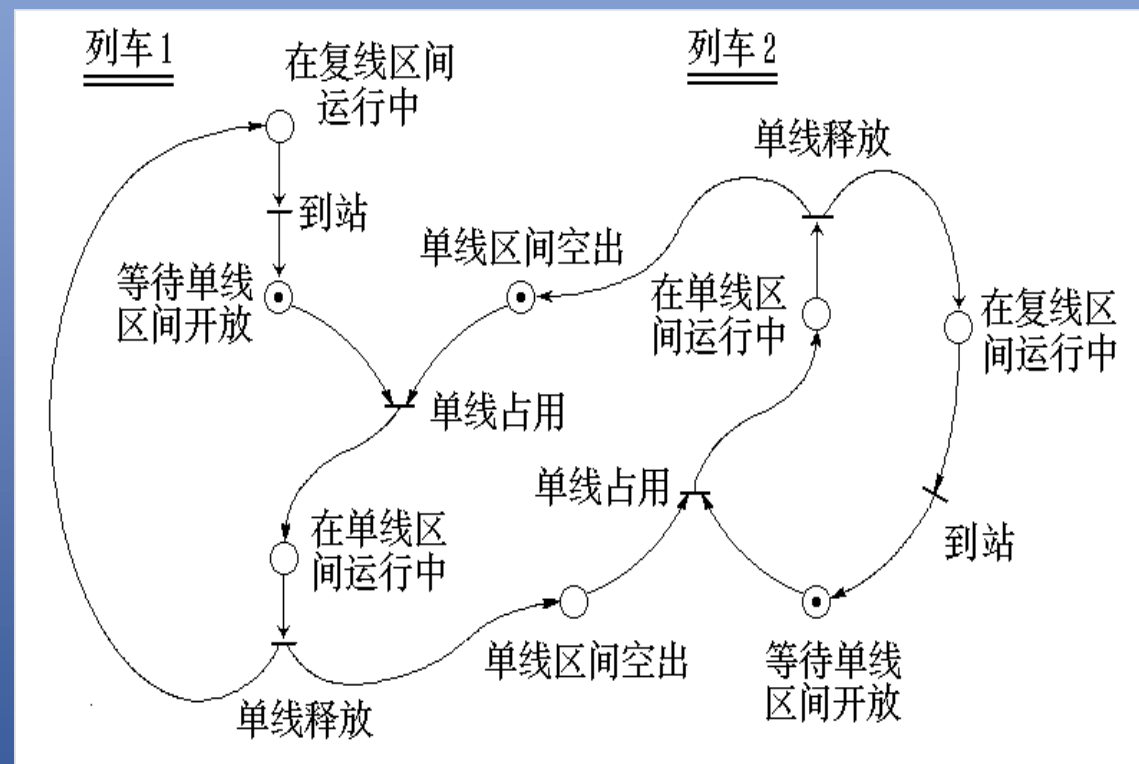 列车1
在复线区间
运行中
到站
等待单线
区间开放
单线区间空出
单线占用
在单线区
间运行中
单线释放
列车2
单线释放
在单线区
间运行中
在复线区
间运行中
单线占用
到站
单线区间空出
等待单线
区间开放